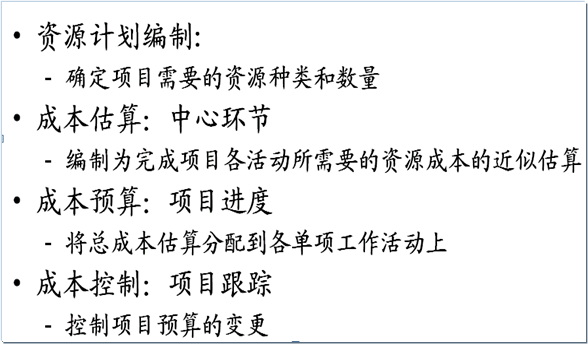 • 资源计划编制:
- 确定项目需要的资源种类和数量
• 成本估算：中心环节
- 编制为完成项目各活动所需要的资源成本的近似估算
• 成本预算：项目进度
- 将总成本估算分配到各单项工作活动上
• 成本控制：项目跟踪
- 控制项目预算的变更